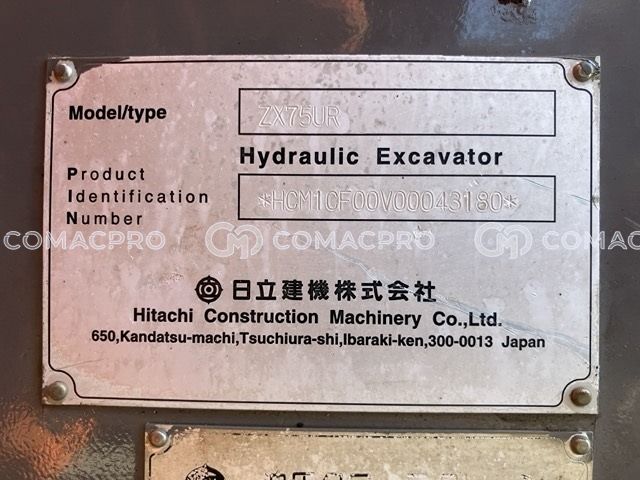 Model/type ZX75UR
Hydraulic Excavator
Product
Identification *HCM1CF00V00043180*
Number
COMACPRO COMACPRO COMACPRO
日立建機株式会社
Hitachi Construction Machinery Co.,Ltd.
650,Kandatsu-machi,Tsuchiura-shi,Ibaraki-ken,300-0013 Japan